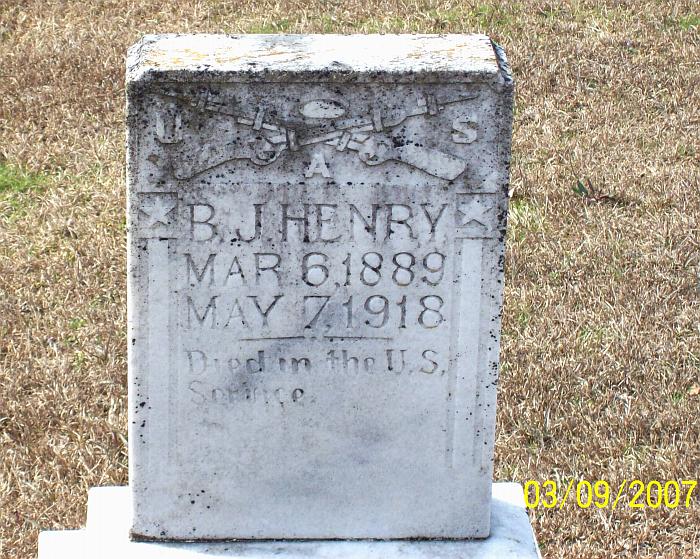 U S
A
B. J. HENRY
MAR 6, 1889
MAY 7, 1918
Died in the U.S.
Service.
03/09/2007